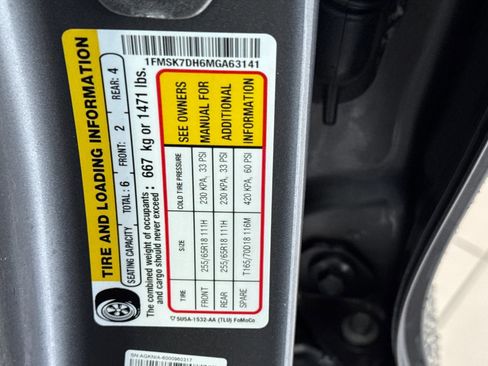 1FMSK7DH6MGA63141
TIRE AND LOADING INFORMATION
SEATING CAPACITY TOTAL: 6 FRONT: 2 REAR: 4
The combined weight of occupants
and cargo should never exceed : 667 kg or 1471 lbs.
TIRE SIZE COLD TIRE PRESSURE
FRONT 255/65R18 111H 230 KPA, 33 PSI
REAR 255/65R18 111H 230 KPA, 33 PSI
SPARE T165/70D18 116M 420 KPA, 60 PSI
SEE OWNERS
MANUAL FOR
ADDITIONAL
INFORMATION
5U5A-1532-AA (TLU) FoMoCo